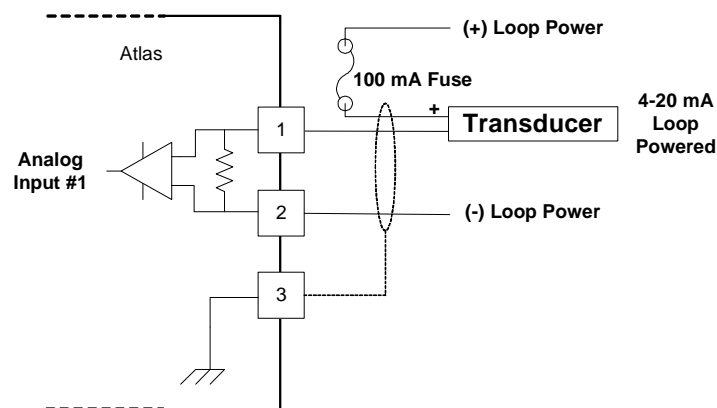 (+) Loop Power
Atlas
100 mA Fuse
+
Transducer
4-20 mA
Loop
Powered
1
Analog
Input #1
2
(-) Loop Power
3